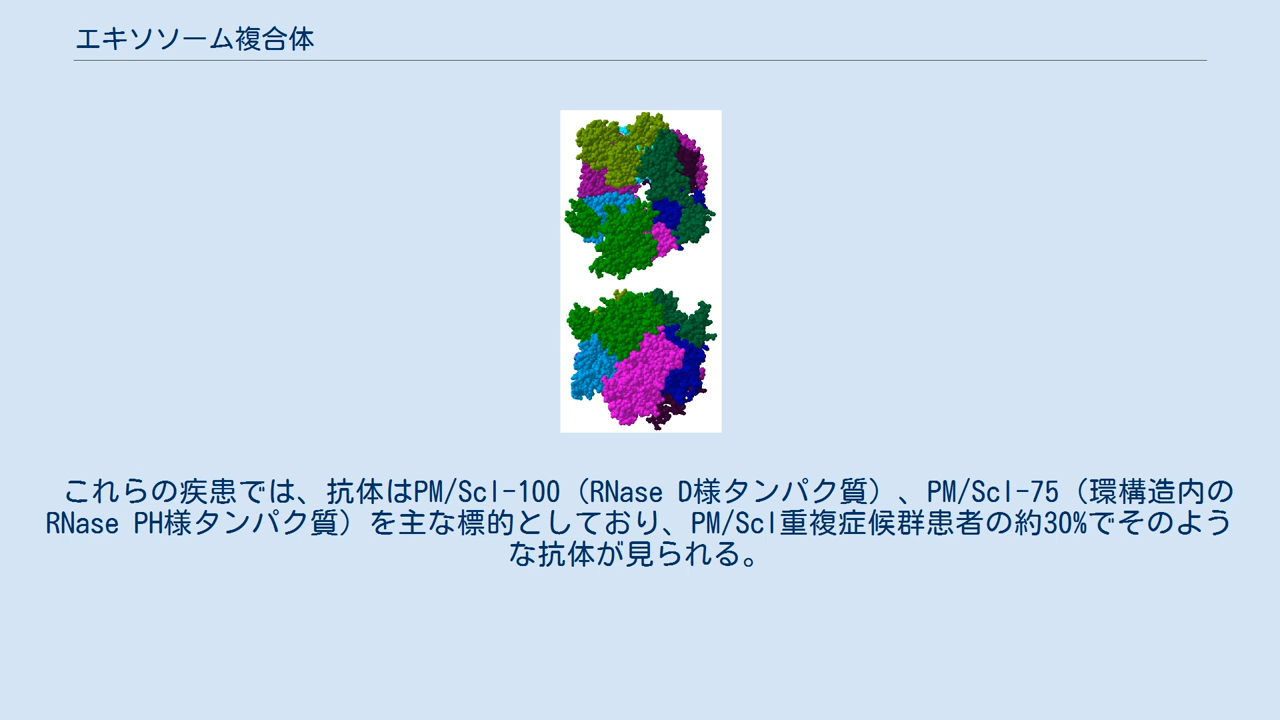 エキソソーム複合体
これらの疾患では、抗体はPM/Scl-100（RNase D様タンパク質）、PM/Scl-75（環構造内の
RNase PH様タンパク質）を主な標的としており、PM/Scl重複症候群患者の約30%でそのよう
な抗体が見られる。